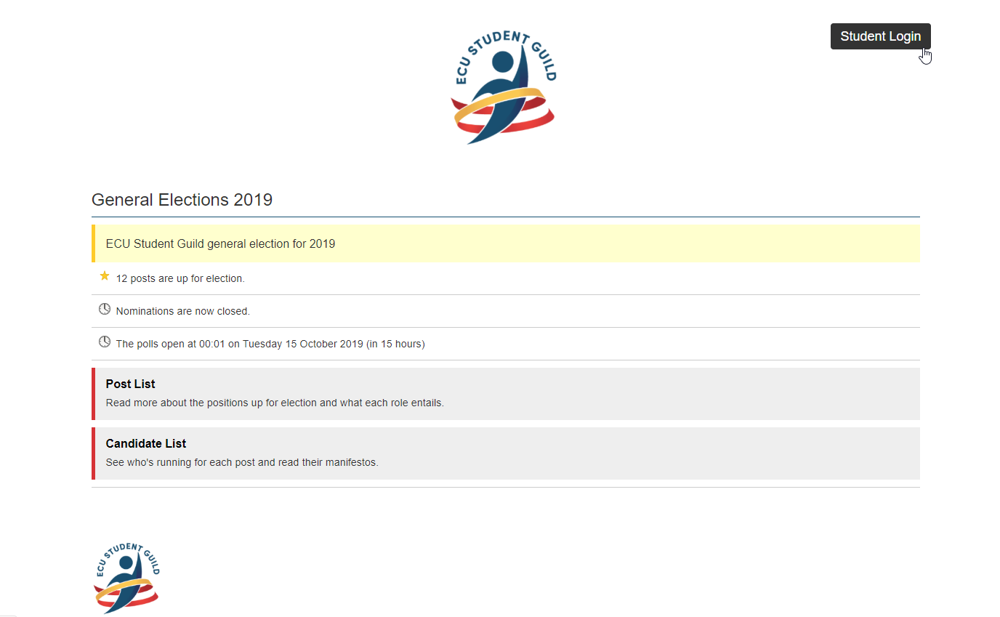 ECU STUDENT GUILD
Student Login
General Elections 2019
ECU Student Guild general election for 2019
12 posts are up for election.
Nominations are now closed.
The polls open at 00:01 on Tuesday 15 October 2019 (in 15 hours)
Post List
Read more about the positions up for election and what each role entails.
Candidate List
See who's running for each post and read their manifestos.
ECU STUDENT GUILD